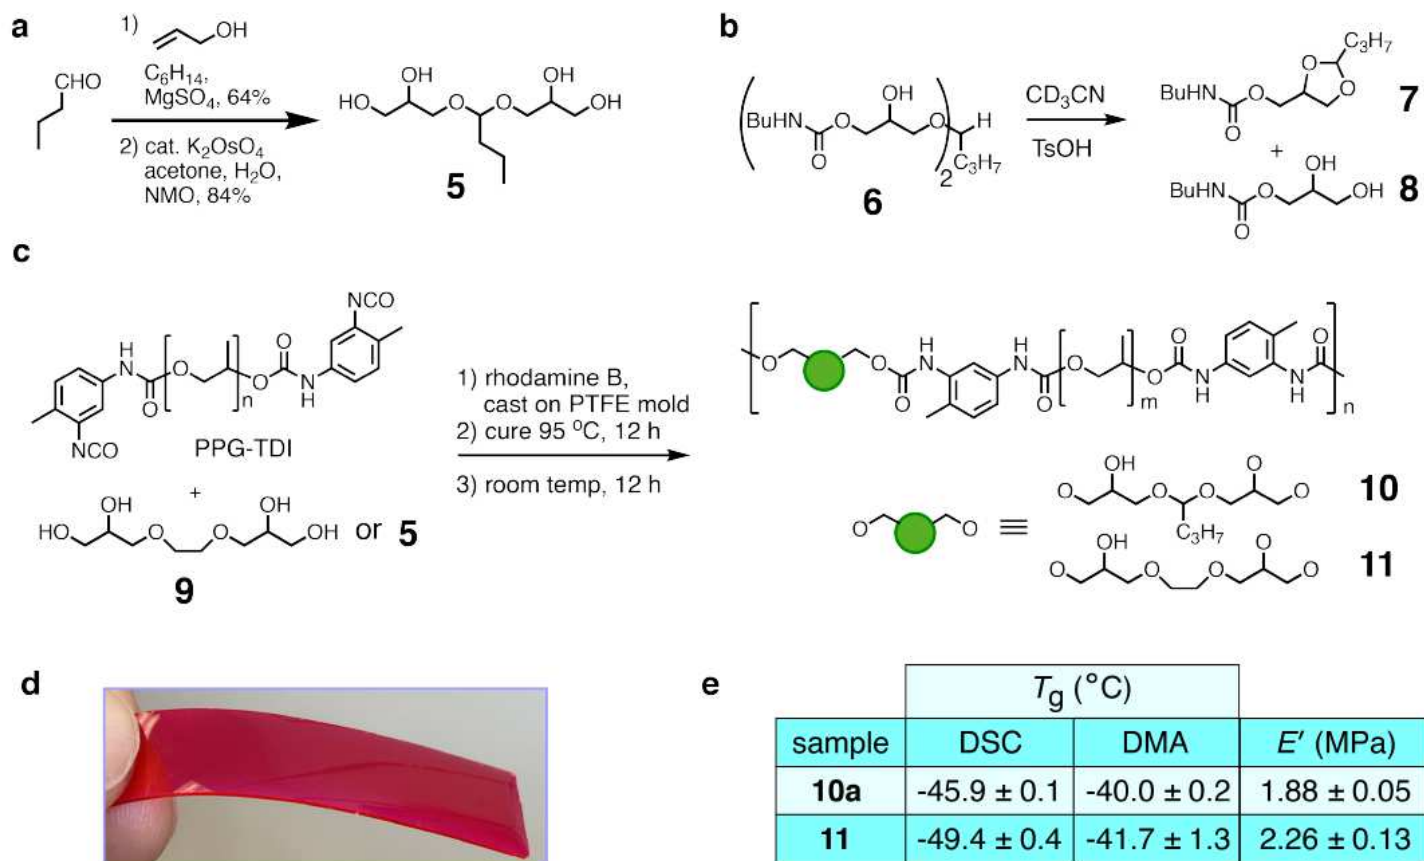 a
1)
OH
CHO
C6H14,
MgSO4, 64%
2) cat. K2OsO4
acetone, H2O,
NMO, 84%
OH OH
HO O O OH
5
b
BuHN O OH O H
O
2 C3H7
6
CD3CN
TsOH
C3H7
O
BuHN O O
O
7
+
OH
BuHN O OH
O
8
c
NCO
H
N O O N
O n O H
NCO
PPG-TDI
+
OH OH
HO O O OH or 5
9
1) rhodamine B,
cast on PTFE mold
2) cure 95 ºC, 12 h
3) room temp, 12 h
O O H H O O O
O N N O O N N
O O m H H n
O O ≡
OH O
O O O O
C3H7
10
OH O
O O O O
11
d
e
Tg (°C)
sample DSC DMA E′ (MPa)
10a -45.9 ± 0.1 -40.0 ± 0.2 1.88 ± 0.05
11 -49.4 ± 0.4 -41.7 ± 1.3 2.26 ± 0.13